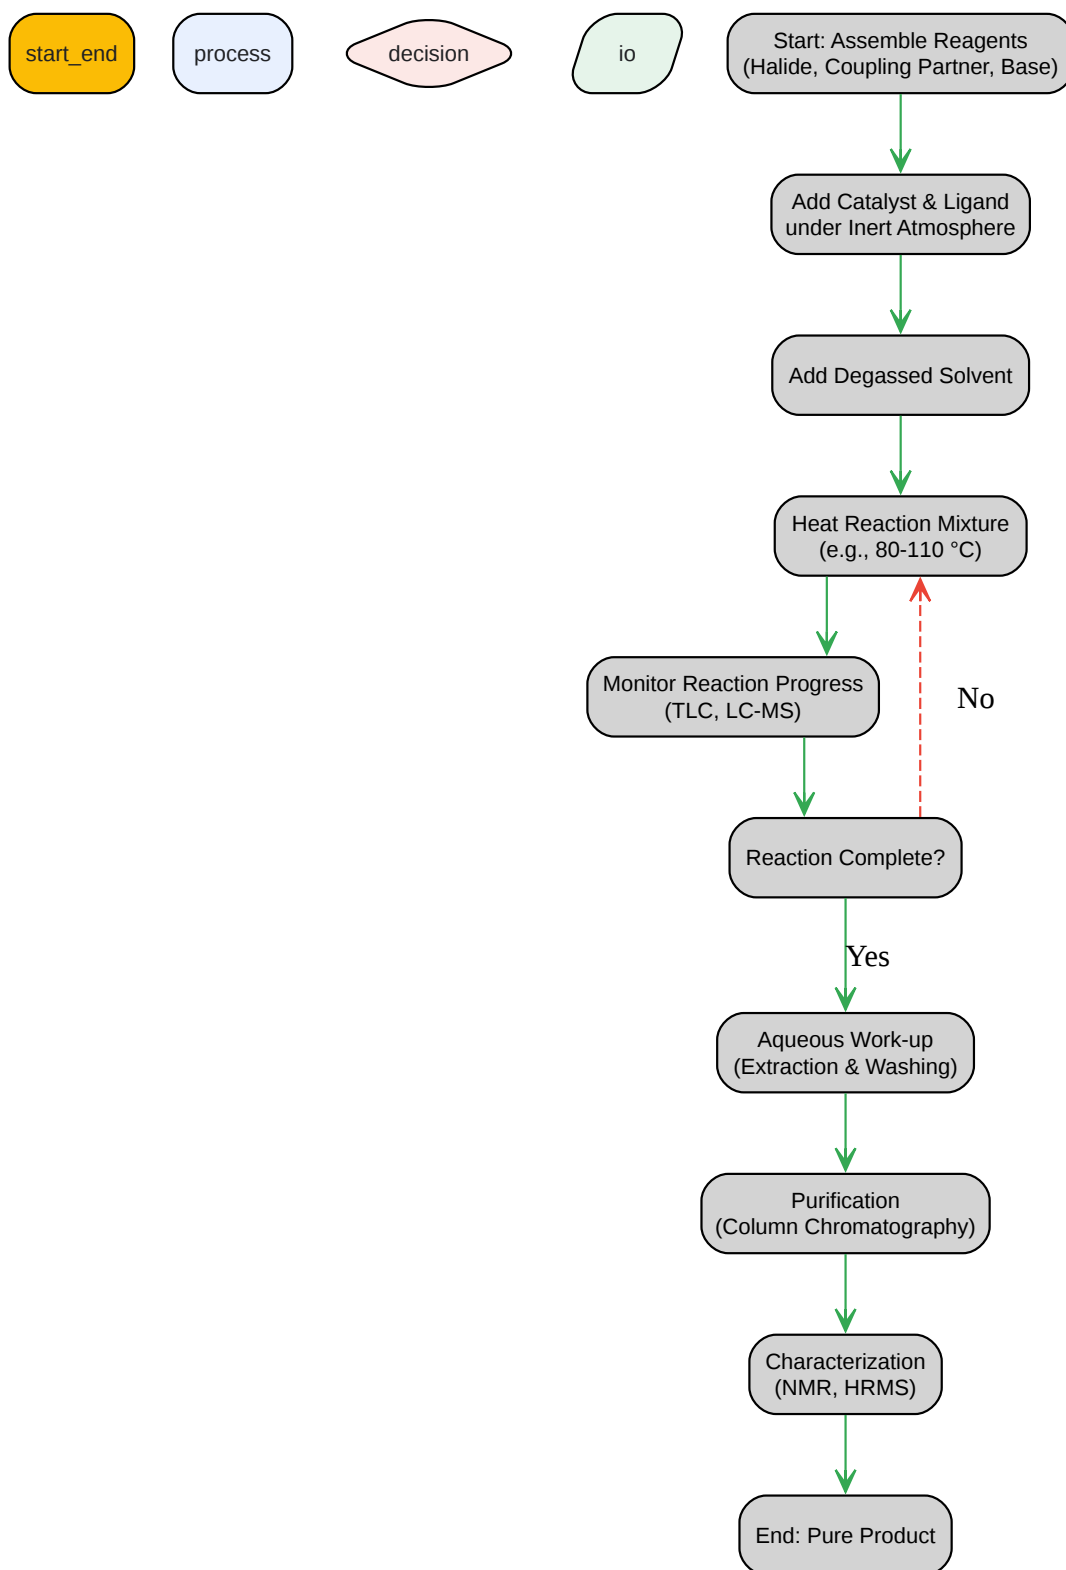 start_end
process
decision
io
Start: Assemble Reagents
(Halide, Coupling Partner, Base)
Add Catalyst & Ligand
under Inert Atmosphere
Add Degassed Solvent
Heat Reaction Mixture
(e.g., 80-110 °C)
Monitor Reaction Progress
(TLC, LC-MS)
No
Reaction Complete?
Yes
Aqueous Work-up
(Extraction & Washing)
Purification
(Column Chromatography)
Characterization
(NMR, HRMS)
End: Pure Product